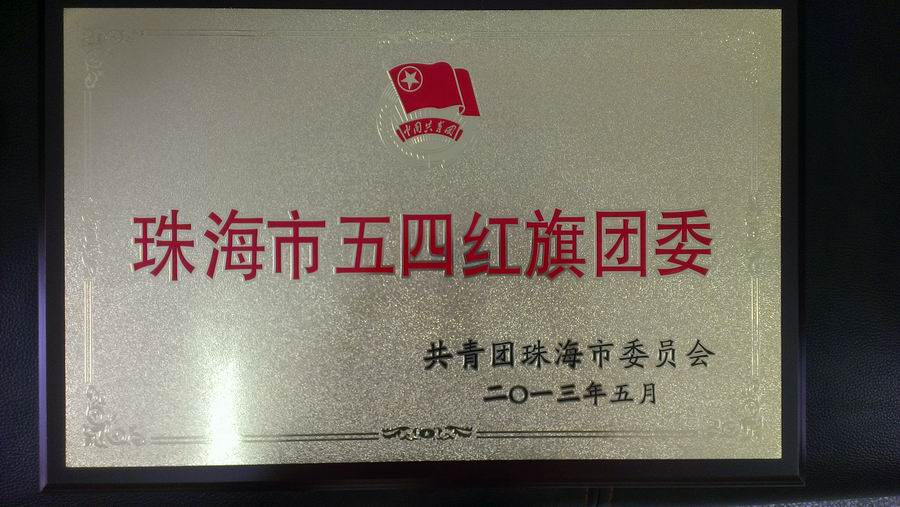 中国共青团
珠海市五四红旗团委
共青团珠海市委员会
二〇一三年五月